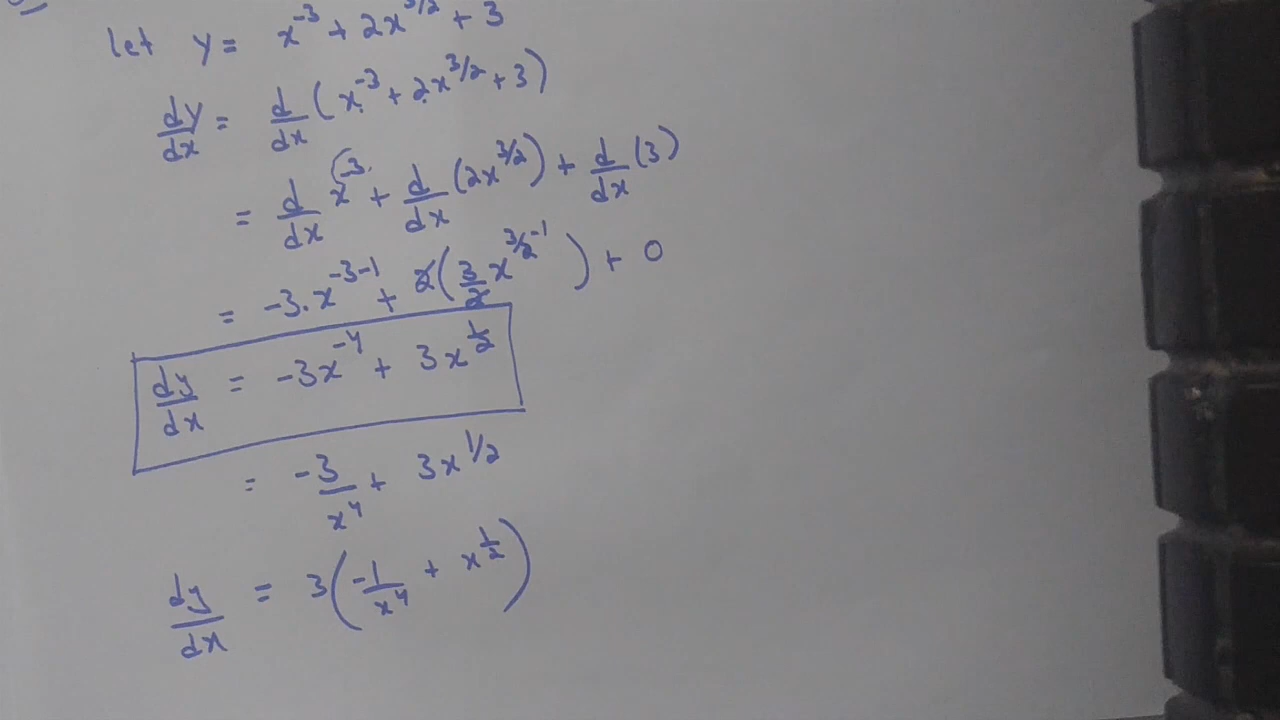 let y = x^-3 + 2x^3/2 + 3
dy/dx = d/dx (x^-3 + 2x^3/2 + 3)
= d/dx x^-3 + d/dx (2x^3/2) + d/dx (3)
= -3.x^-3-1 + 2(3/2 x^3/2-1) + 0
dy/dx = -3x^-4 + 3x^1/2
= -3/x^4 + 3x^1/2
dy/dx = 3(-1/x^4 + x^1/2)